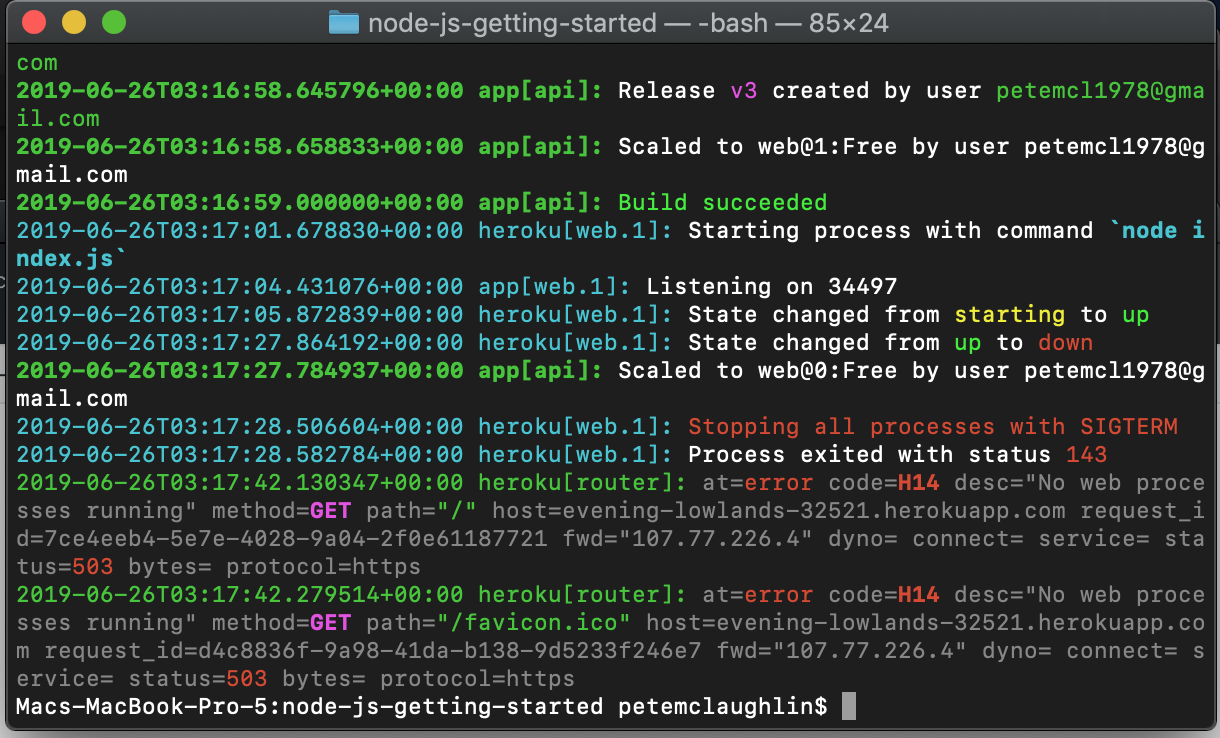 node-js-getting-started — -bash — 85×24
com
2019-06-26T03:16:58.645796+00:00 app[api]: Release v3 created by user petemcl1978@gma
il.com
2019-06-26T03:16:58.658833+00:00 app[api]: Scaled to web@1:Free by user petemcl1978@g
mail.com
2019-06-26T03:16:59.000000+00:00 app[api]: Build succeeded
2019-06-26T03:17:01.678830+00:00 heroku[web.1]: Starting process with command `node i
ndex.js`
2019-06-26T03:17:04.431076+00:00 app[web.1]: Listening on 34497
2019-06-26T03:17:05.872839+00:00 heroku[web.1]: State changed from starting to up
2019-06-26T03:17:27.864192+00:00 heroku[web.1]: State changed from up to down
2019-06-26T03:17:27.784937+00:00 app[api]: Scaled to web@0:Free by user petemcl1978@g
mail.com
2019-06-26T03:17:28.506604+00:00 heroku[web.1]: Stopping all processes with SIGTERM
2019-06-26T03:17:28.582784+00:00 heroku[web.1]: Process exited with status 143
2019-06-26T03:17:42.130347+00:00 heroku[router]: at=error code=H14 desc="No web proce
sses running" method=GET path="/" host=evening-lowlands-32521.herokuapp.com request_i
d=7ce4eeb4-5e7e-4028-9a04-2f0e61187721 fwd="107.77.226.4" dyno= connect= service= sta
tus=503 bytes= protocol=https
2019-06-26T03:17:42.279514+00:00 heroku[router]: at=error code=H14 desc="No web proce
sses running" method=GET path="/favicon.ico" host=evening-lowlands-32521.herokuapp.co
m request_id=d4c8836f-9a98-41da-b138-9d5233f246e7 fwd="107.77.226.4" dyno= connect= s
ervice= status=503 bytes= protocol=https
Macs-MacBook-Pro-5:node-js-getting-started petemclaughlin$